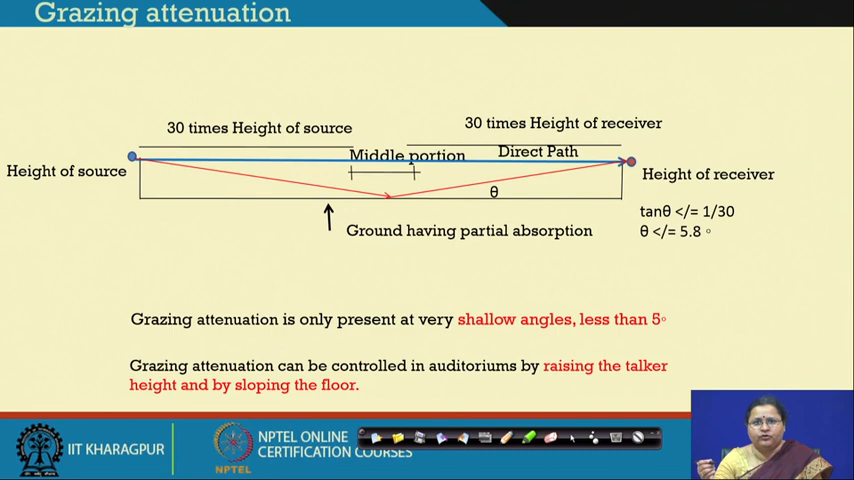 Grazing attenuation
30 times Height of source
30 times Height of receiver
Middle portion
Direct Path
Height of source
Height of receiver
θ
tanθ </= 1/30
θ </= 5.8 °
Ground having partial absorption
Grazing attenuation is only present at very shallow angles, less than 5°
Grazing attenuation can be controlled in auditoriums by raising the talker
height and by sloping the floor.
IIT KHARAGPUR
NPTEL
NPTEL ONLINE
CERTIFICATION COURSES